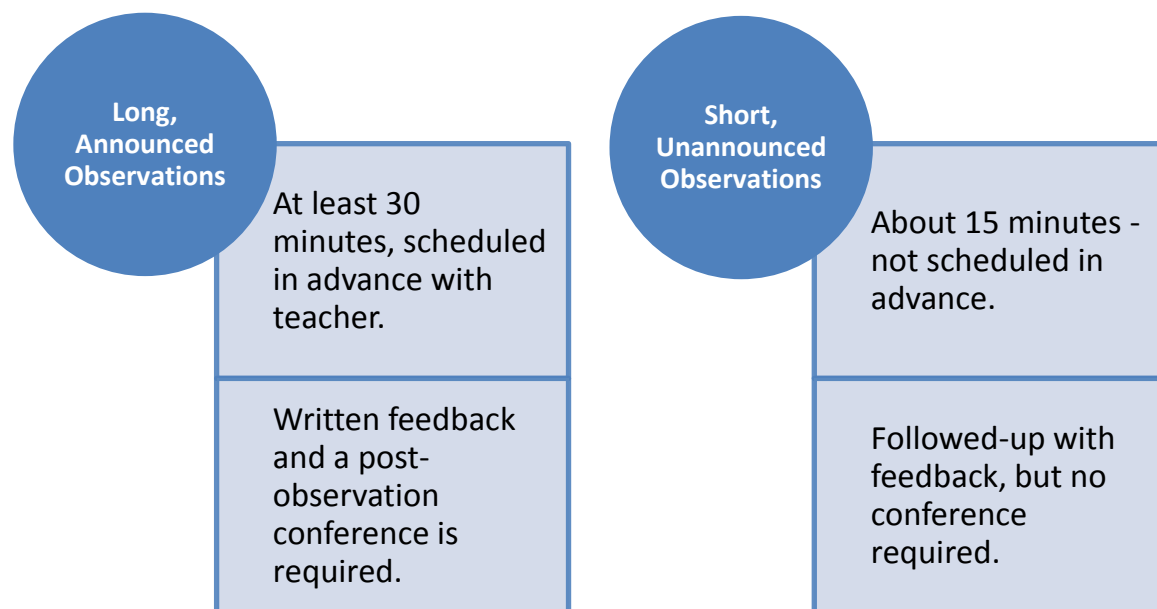 Long,
Announced
Observations
At least 30
minutes, scheduled
in advance with
teacher.
Written feedback
and a post-
observation
conference is
required.
Short,
Unannounced
Observations
About 15 minutes -
not scheduled in
advance.
Followed-up with
feedback, but no
conference
required.